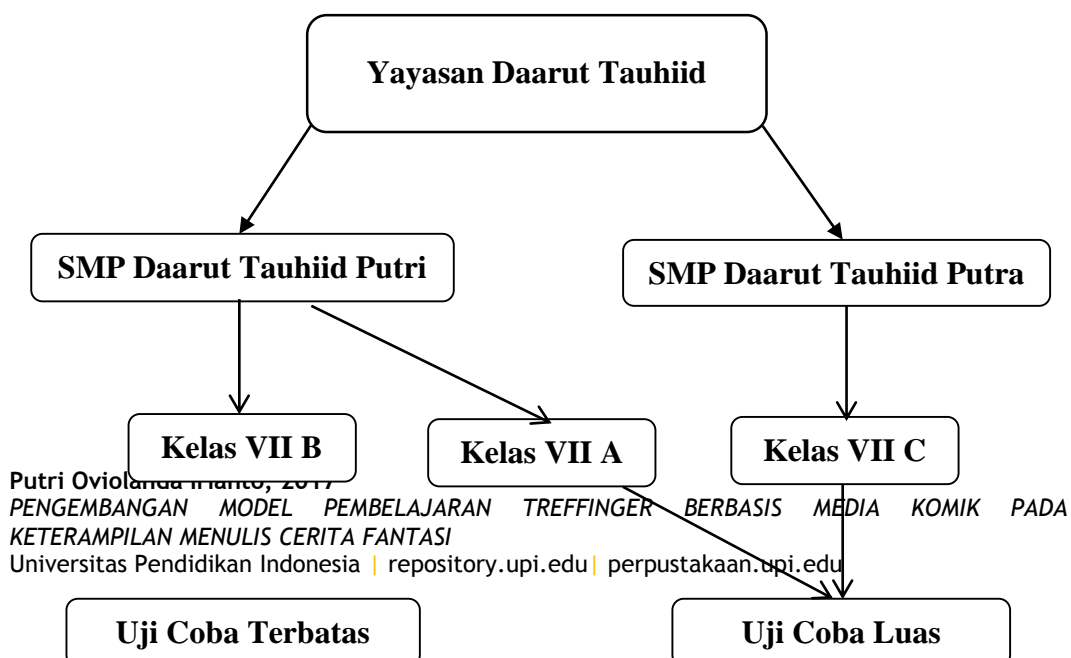 Yayasan Daarut Tauhiid
SMP Daarut Tauhiid Putri
SMP Daarut Tauhiid Putra
Kelas VII B
Kelas VII A
Kelas VII C
Putri Oviolanda Irianto, 2017
PENGEMBANGAN MODEL PEMBELAJARAN TREFFINGER BERBASIS MEDIA KOMIK PADA
KETERAMPILAN MENULIS CERITA FANTASI
Universitas Pendidikan Indonesia | repository.upi.edu | perpustakaan.upi.edu
Uji Coba Terbatas
Uji Coba Luas